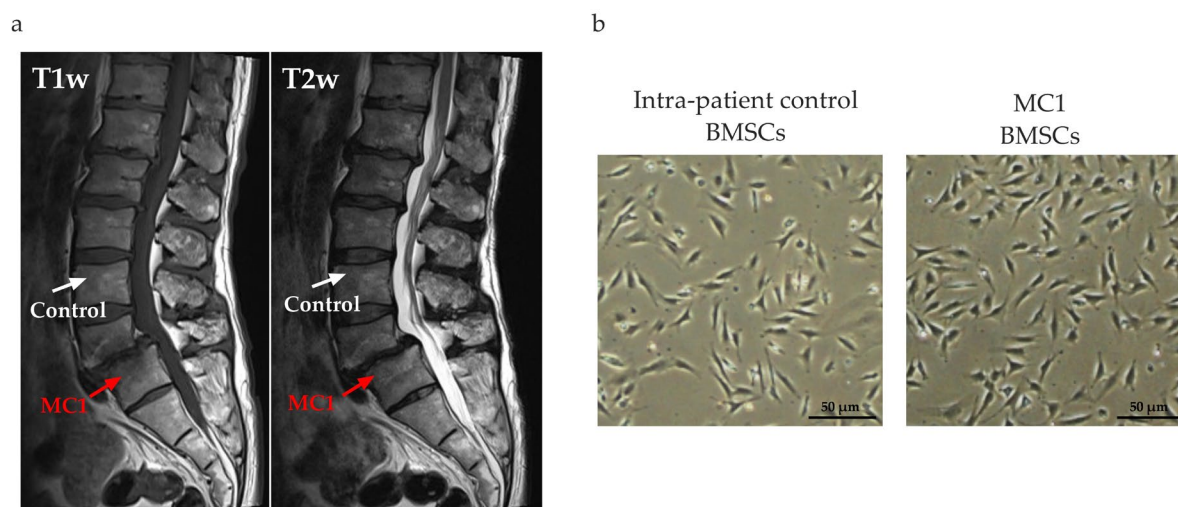 a
T1w
Control
MC1
T2w
Control
MC1
b
Intra-patient control
BMSCs
50 μm
MC1
BMSCs
50 μm